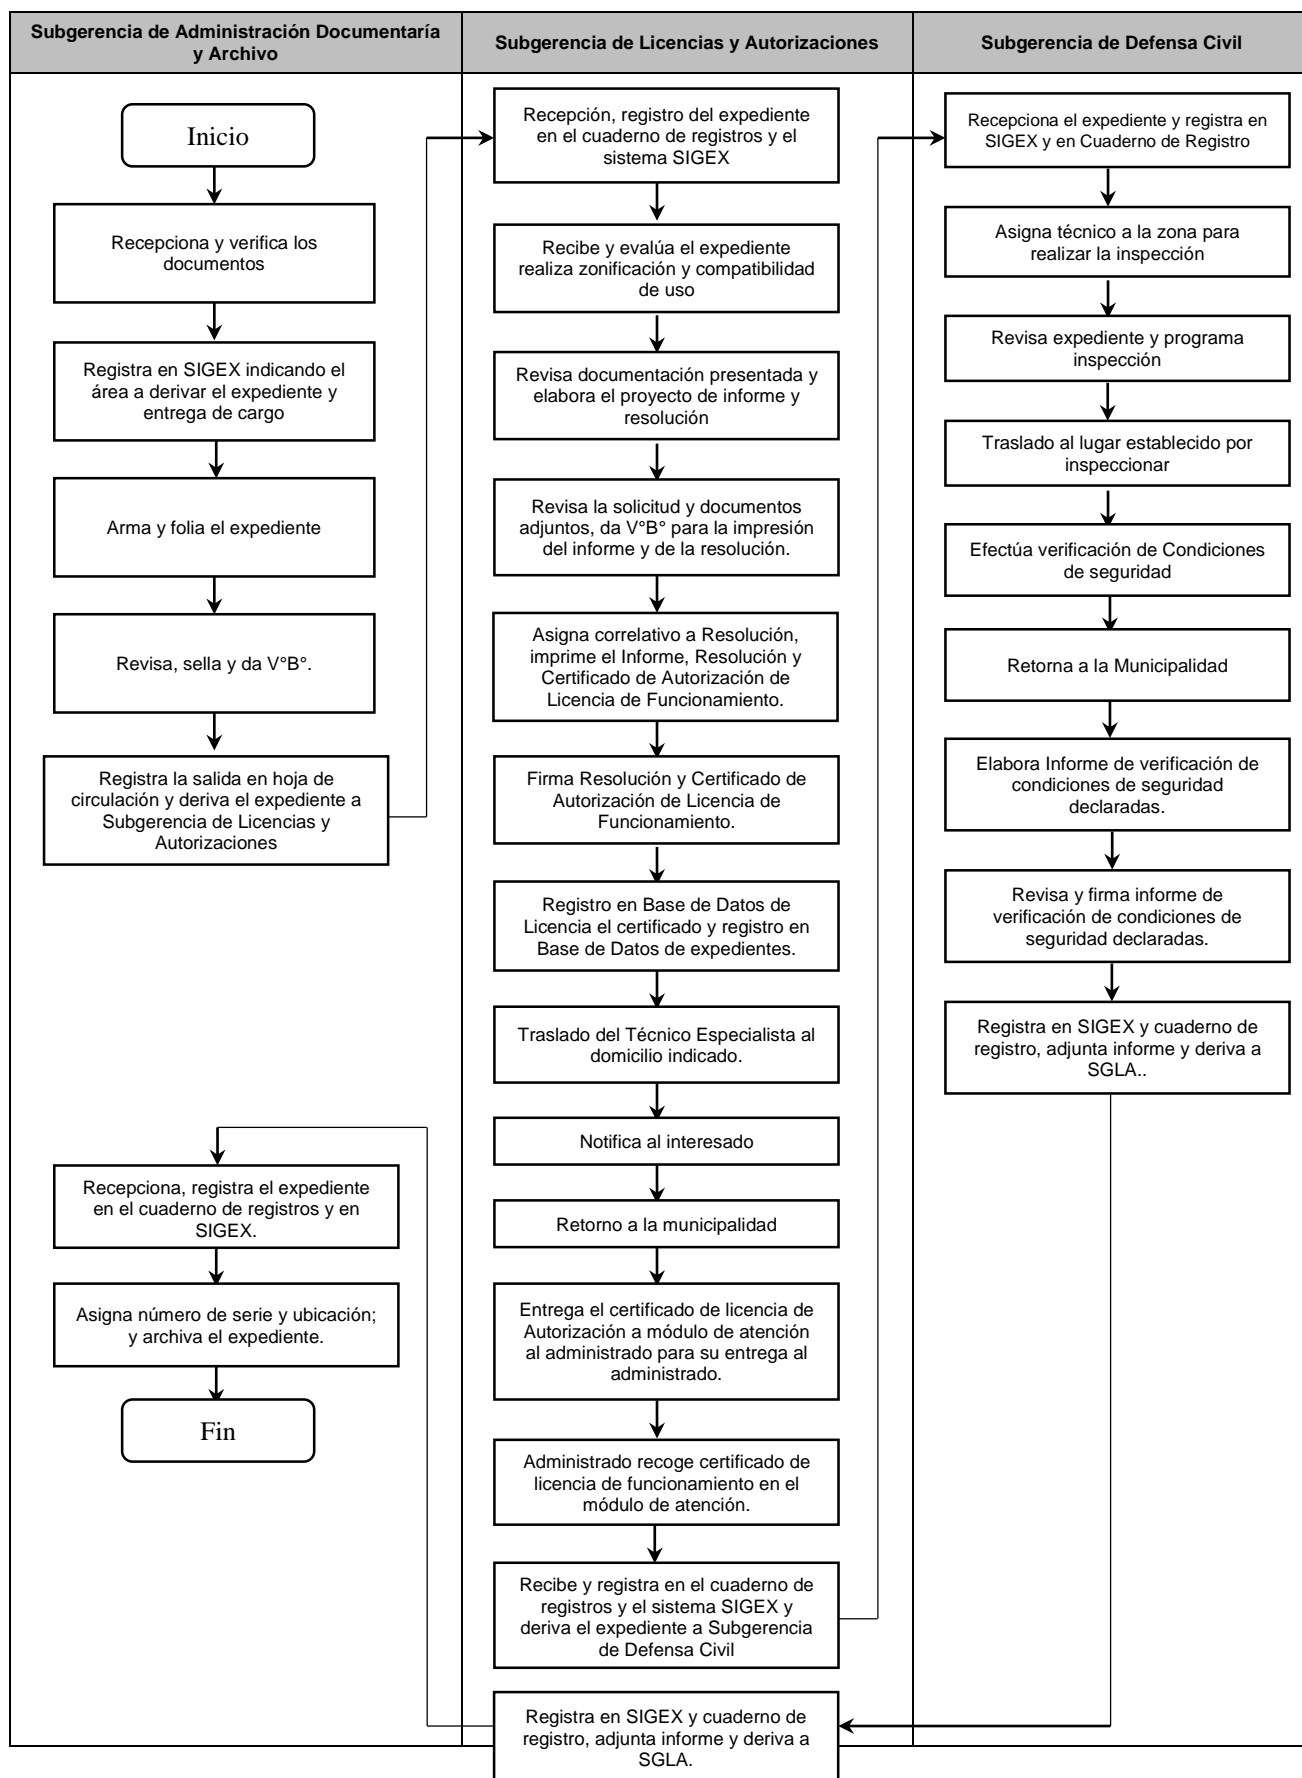 Subgerencia de Administración Documentaría
y Archivo
Subgerencia de Licencias y Autorizaciones
Subgerencia de Defensa Civil
Inicio
Recepciona y verifica los
documentos
Registra en SIGEX indicando el
área a derivar el expediente y
entrega de cargo
Arma y folia el expediente
Revisa, sella y da V°B°.
Registra la salida en hoja de
circulación y deriva el expediente a
Subgerencia de Licencias y
Autorizaciones
Recepción, registro del expediente
en el cuaderno de registros y el
sistema SIGEX
Recibe y evalúa el expediente
realiza zonificación y compatibilidad
de uso
Revisa documentación presentada y
elabora el proyecto de informe y
resolución
Revisa la solicitud y documentos
adjuntos, da V°B° para la impresión
del informe y de la resolución.
Asigna correlativo a Resolución,
imprime el Informe, Resolución y
Certificado de Autorización de
Licencia de Funcionamiento.
Firma Resolución y Certificado de
Autorización de Licencia de
Funcionamiento.
Registro en Base de Datos de
Licencia el certificado y registro en
Base de Datos de expedientes.
Traslado del Técnico Especialista al
domicilio indicado.
Notifica al interesado
Retorno a la municipalidad
Entrega el certificado de licencia de
Autorización a módulo de atención
al administrado para su entrega al
administrado.
Administrado recoge certificado de
licencia de funcionamiento en el
módulo de atención.
Recibe y registra en el cuaderno de
registros y el sistema SIGEX y
deriva el expediente a Subgerencia
de Defensa Civil
Recepciona el expediente y registra en
SIGEX y en Cuaderno de Registro
Asigna técnico a la zona para
realizar la inspección
Revisa expediente y programa
inspección
Traslado al lugar establecido por
inspeccionar
Efectúa verificación de Condiciones
de seguridad
Retorna a la Municipalidad
Elabora Informe de verificación de
condiciones de seguridad
declaradas.
Revisa y firma informe de
verificación de condiciones de
seguridad declaradas.
Registra en SIGEX y cuaderno de
registro, adjunta informe y deriva a
SGLA..
Registra en SIGEX y cuaderno de
registro, adjunta informe y deriva a
SGLA.
Recepciona, registra el expediente
en el cuaderno de registros y en
SIGEX.
Asigna número de serie y ubicación;
y archiva el expediente.
Fin